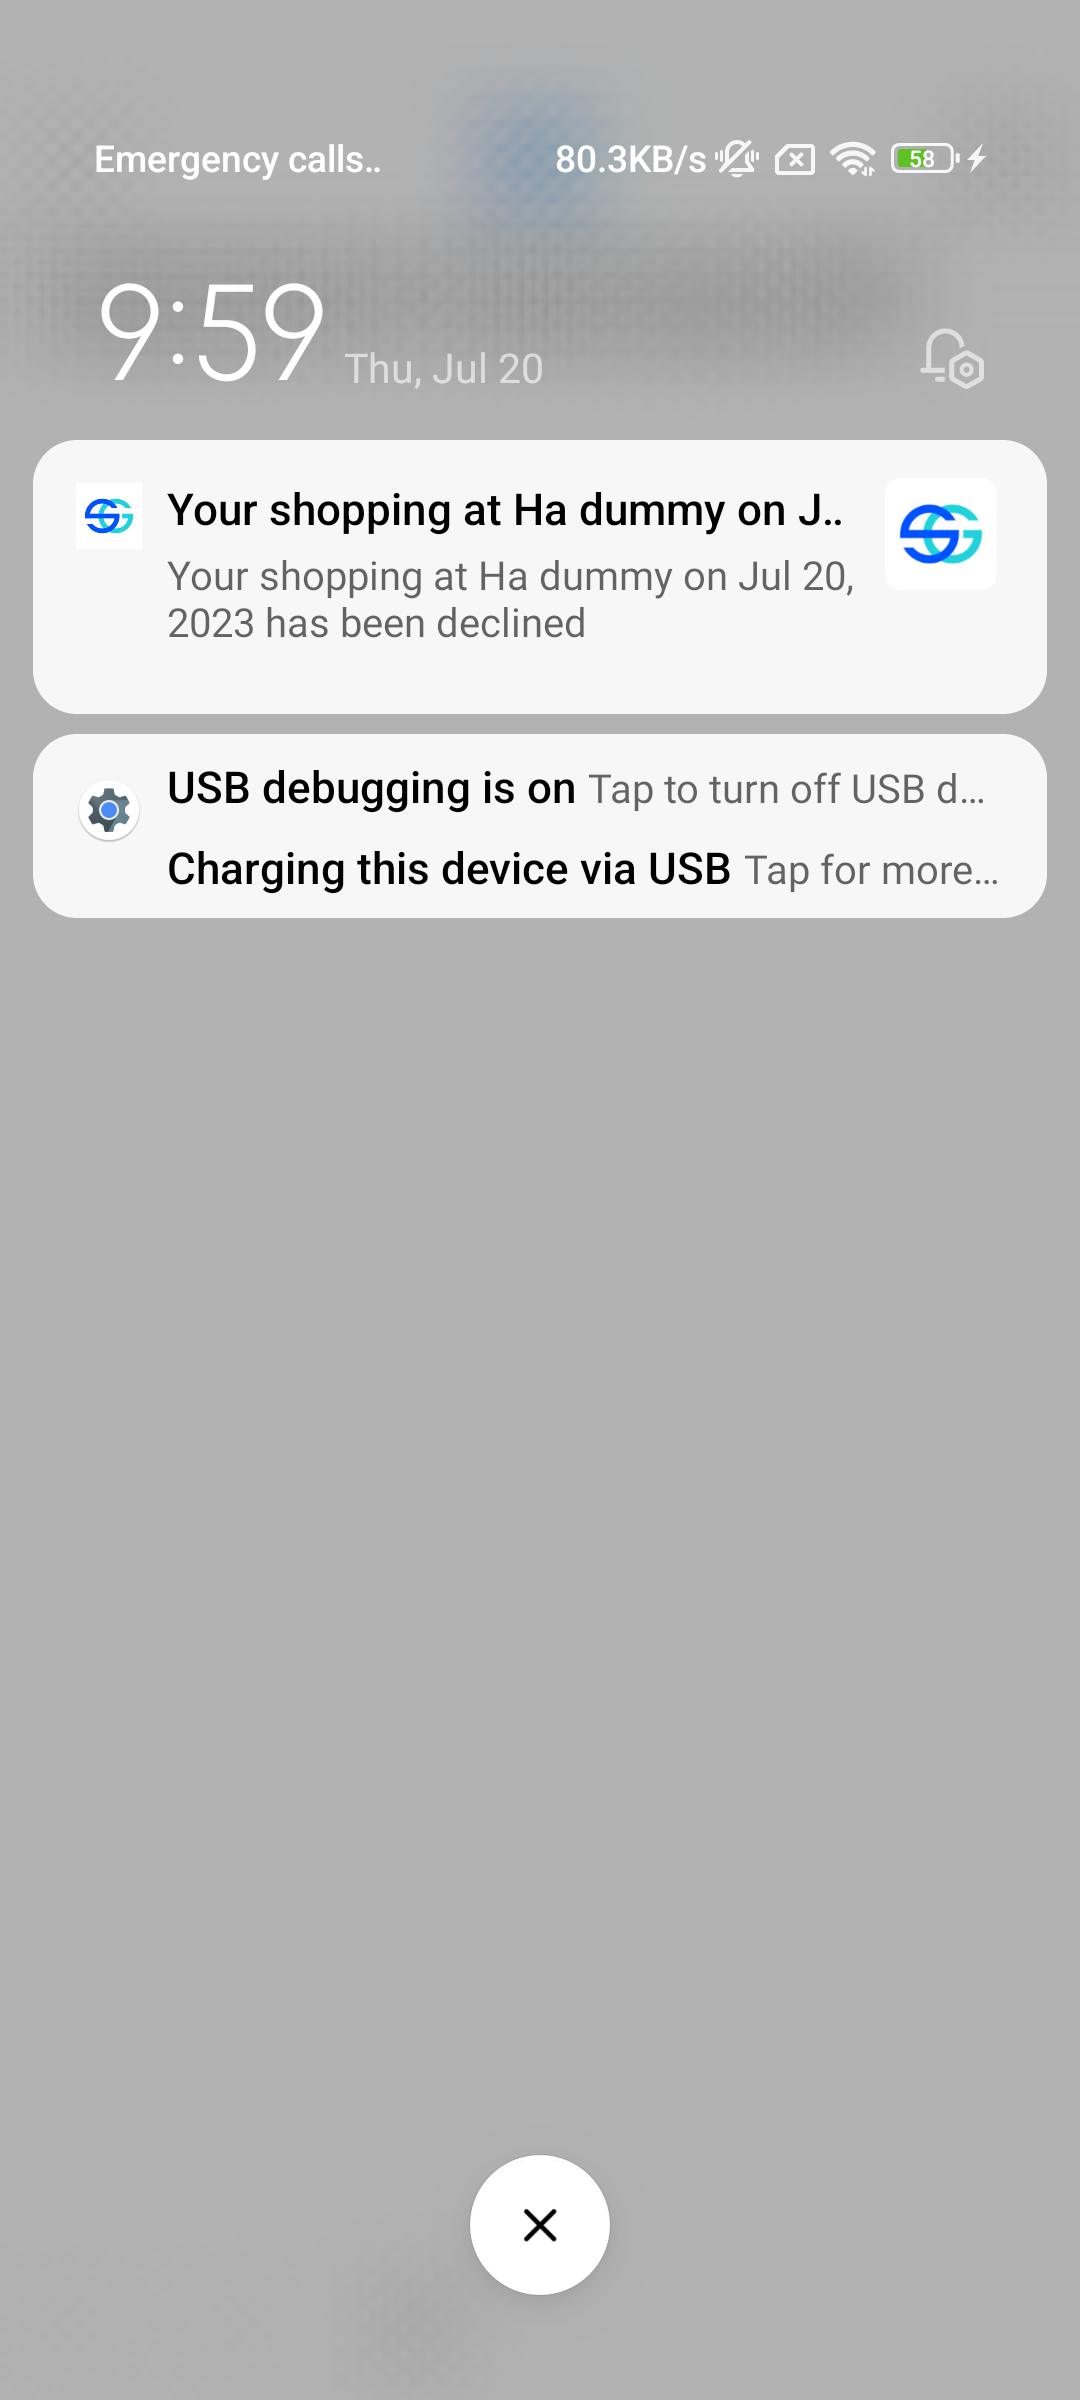 Emergency calls.. 80.3KB/s 58
9:59 Thu, Jul 20
Your shopping at Ha dummy on J..
Your shopping at Ha dummy on Jul 20,
2023 has been declined
USB debugging is on Tap to turn off USB d...
Charging this device via USB Tap for more...